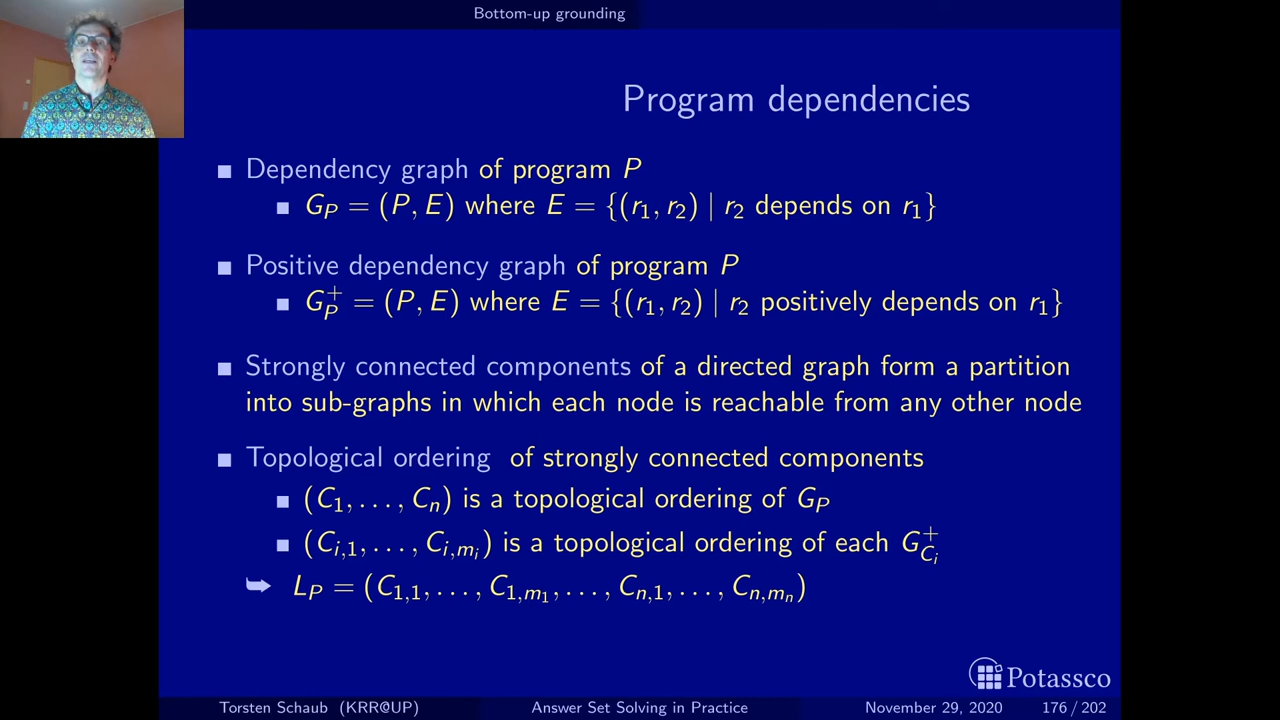 Bottom-up grounding
Program dependencies
■ Dependency graph of program P
■ G_P = (P, E) where E = {(r_1, r_2) | r_2 depends on r_1}
■ Positive dependency graph of program P
■ G_P^+ = (P, E) where E = {(r_1, r_2) | r_2 positively depends on r_1}
■ Strongly connected components of a directed graph form a partition
into sub-graphs in which each node is reachable from any other node
■ Topological ordering of strongly connected components
■ (C_1, . . . , C_n) is a topological ordering of G_P
■ (C_{i,1}, . . . , C_{i,m_i}) is a topological ordering of each G_{C_i}^+
➥ L_P = (C_{1,1}, . . . , C_{1,m_1}, . . . , C_{n,1}, . . . , C_{n,m_n})
Potassco
Torsten Schaub (KRR@UP) Answer Set Solving in Practice November 29, 2020 176 / 202